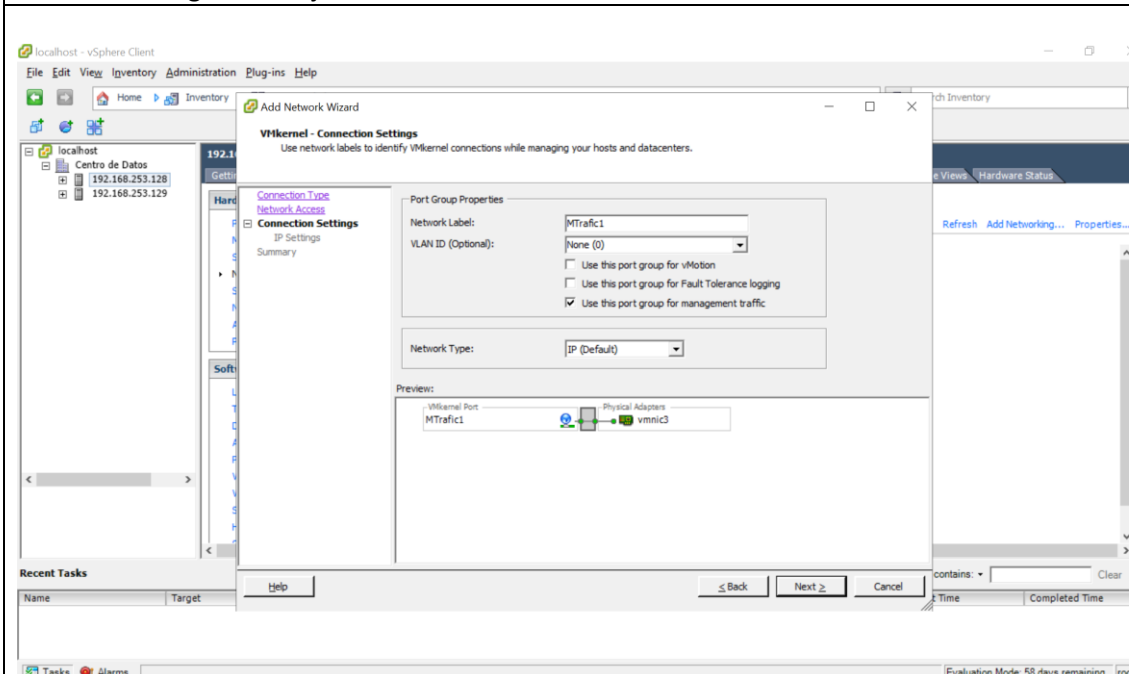 localhost - vSphere Client
File Edit View Inventory Administration Plug-ins Help
Home Inventory
Inventory
Add Network Wizard
VMkernel - Connection Settings
Use network labels to identify VMkernel connections while managing your hosts and datacenters.
localhost
Centro de Datos
192.168.253.128
192.168.253.129
Hardware Status
Refresh Add Networking... Properties...
Connection Type
Network Access
Connection Settings
IP Settings
Summary
Port Group Properties
Network Label: MTrafic1
VLAN ID (Optional): None (0)
Use this port group for vMotion
Use this port group for Fault Tolerance logging
Use this port group for management traffic
Network Type: IP (Default)
Preview:
VMkernel Port
MTrafic1
Physical Adapters
vmnic3
Help
≤ Back Next ≥ Cancel
Recent Tasks
contains: Clear
Name Target Time Completed Time
Tasks Alarms
Evaluation Mode: 58 days remaining